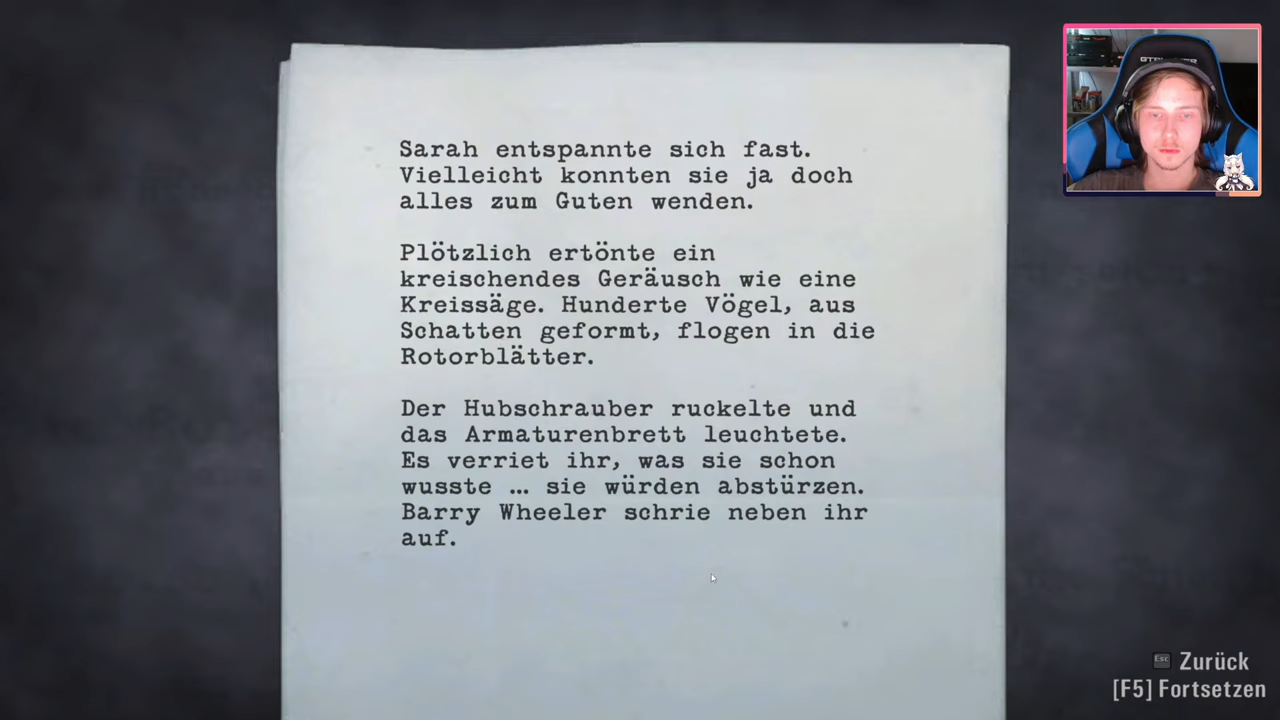 Sarah entspannte sich fast.
Vielleicht konnten sie ja doch
alles zum Guten wenden.
Plötzlich ertönte ein
kreischendes Geräusch wie eine
Kreissäge. Hunderte Vögel, aus
Schatten geformt, flogen in die
Rotorblätter.
Der Hubschrauber ruckelte und
das Armaturenbrett leuchtete.
Es verriet ihr, was sie schon
wusste … sie würden abstürzen.
Barry Wheeler schrie neben ihr
auf.
Esc Zurück
[F5] Fortsetzen